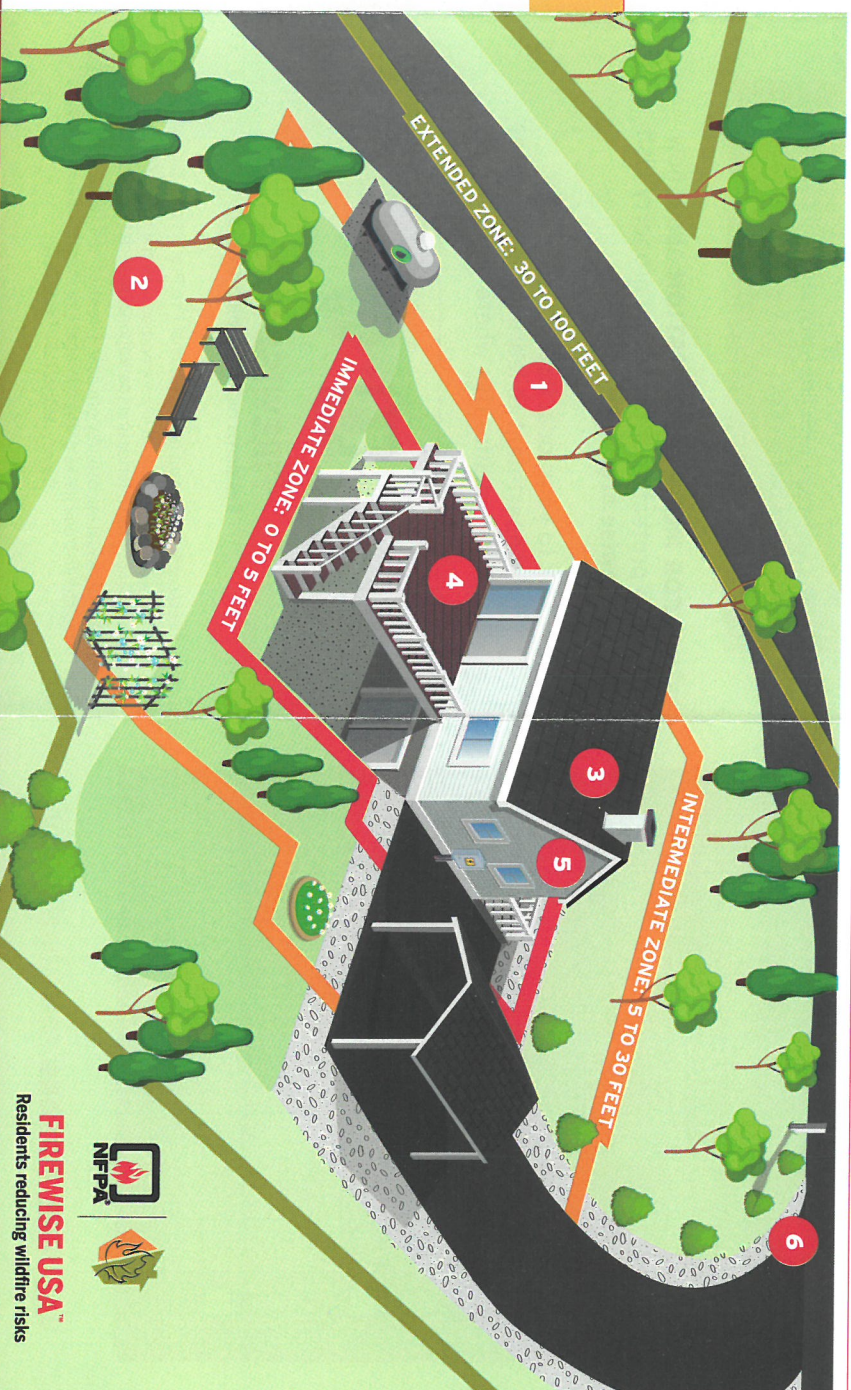 EXTENDED ZONE: 30 TO 100 FEET
1
2
IMMEDIATE ZONE: 0 TO 5 FEET
4
3
5
INTERMEDIATE ZONE: 5 TO 30 FEET
6
NFPA®
FIREWISE USA™
Residents reducing wildfire risks